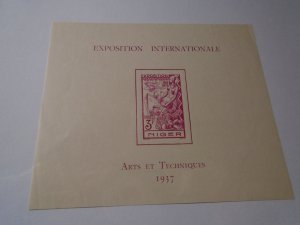 EXPOSITION INTERNATIONALE
3F
NIGER
ARTS ET TECHNIQUES
1937